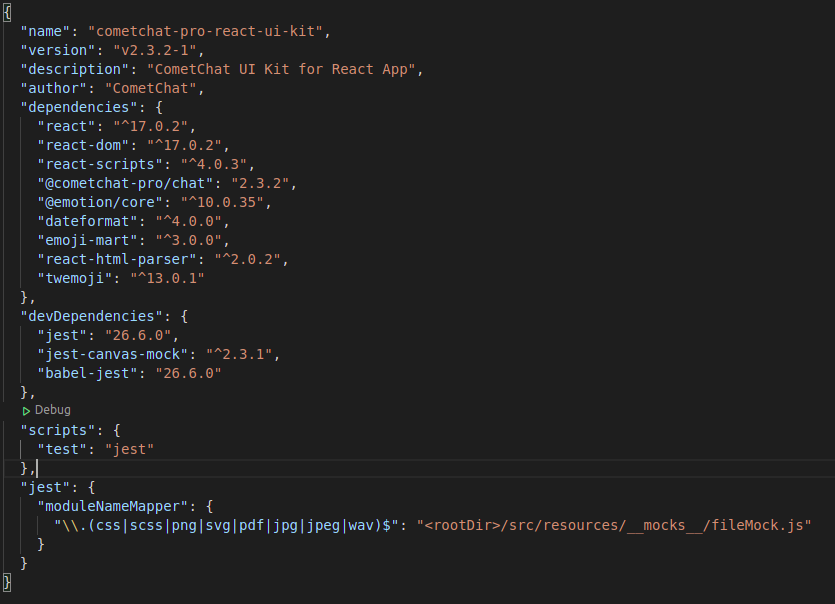 {
  "name": "cometchat-pro-react-ui-kit",
  "version": "v2.3.2-1",
  "description": "CometChat UI Kit for React App",
  "author": "CometChat",
  "dependencies": {
    "react": "^17.0.2",
    "react-dom": "^17.0.2",
    "react-scripts": "^4.0.3",
    "@cometchat-pro/chat": "2.3.2",
    "@emotion/core": "^10.0.35",
    "dateformat": "^4.0.0",
    "emoji-mart": "^3.0.0",
    "react-html-parser": "^2.0.2",
    "twemoji": "^13.0.1"
  },
  "devDependencies": {
    "jest": "26.6.0",
    "jest-canvas-mock": "^2.3.1",
    "babel-jest": "26.6.0"
  },
  Debug
  "scripts": {
    "test": "jest"
  },
  "jest": {
    "moduleNameMapper": {
      "\\.(css|scss|png|svg|pdf|jpg|jpeg|wav)$": "<rootDir>/src/resources/__mocks__/fileMock.js"
    }
  }
}